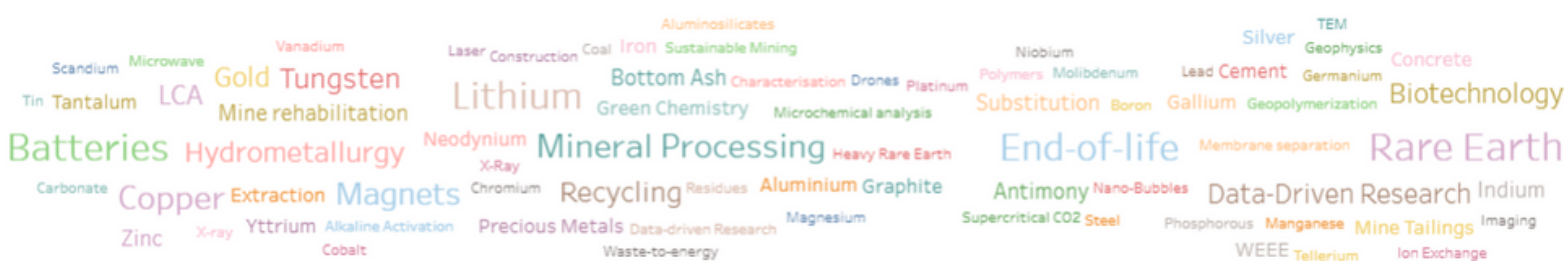 Aluminosilicates
TEM
Vanadium Laser Construction Coal Iron Sustainable Mining Niobium Silver Geophysics
Scandium Microwave Gold Tungsten Bottom Ash Characterisation Drones Platinum Polymers Molibdenum Lead Cement Germanium Concrete
Tin Tantalum LCA Mine rehabilitation Lithium Green Chemistry Microchemical analysis Substitution Boron Gallium Geopolymerization Biotechnology
Batteries Hydrometallurgy Neodynium Mineral Processing Heavy Rare Earth End-of-life Membrane separation Rare Earth
X-Ray
Carbonate Copper Extraction Magnets Chromium Recycling Residues Aluminium Graphite Antimony Nano-Bubbles Data-Driven Research Indium
Zinc X-ray Yttrium Alkaline Activation Precious Metals Data-driven Research Magnesium Supercritical CO2 Steel Phosphorous Manganese Mine Tailings Imaging
Cobalt Waste-to-energy WEEE Tellerium Ion Exchange